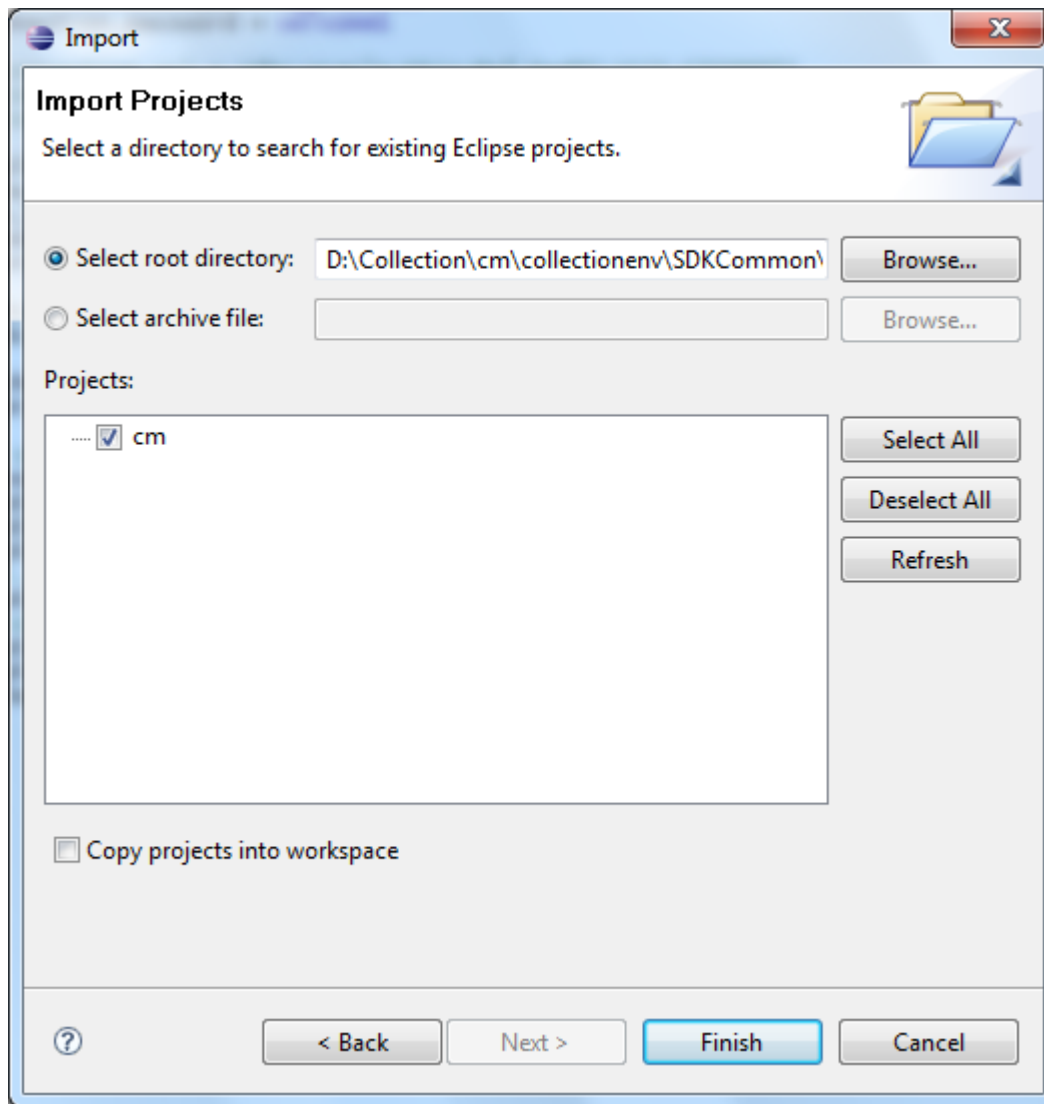 Import
Import Projects
Select a directory to search for existing Eclipse projects.
Select root directory: D:\Collection\cm\collectionenv\SDKCommon\ Browse...
Select archive file: Browse...
Projects:
cm
Select All
Deselect All
Refresh
Copy projects into workspace
? < Back Next > Finish Cancel